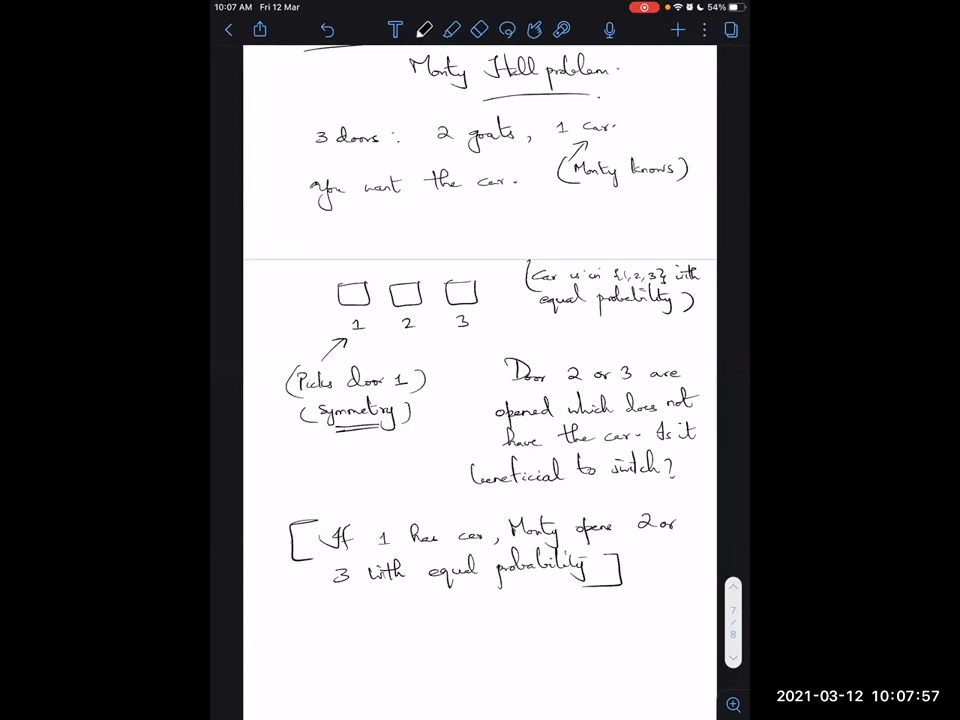 10:07 AM Fri 12 Mar
54%
Monty Hall problem.
3 doors: 2 goats, 1 car.
(Monty knows)
You want the car.
(Car is in {1,2,3} with
equal probability)
1 2 3
(Picks door 1)
(Symmetry)
Door 2 or 3 are
opened which does not
have the car. Is it
beneficial to switch?
[If 1 has car, Monty opens 2 or
3 with equal probability]
7
/
8
2021-03-12 10:07:57